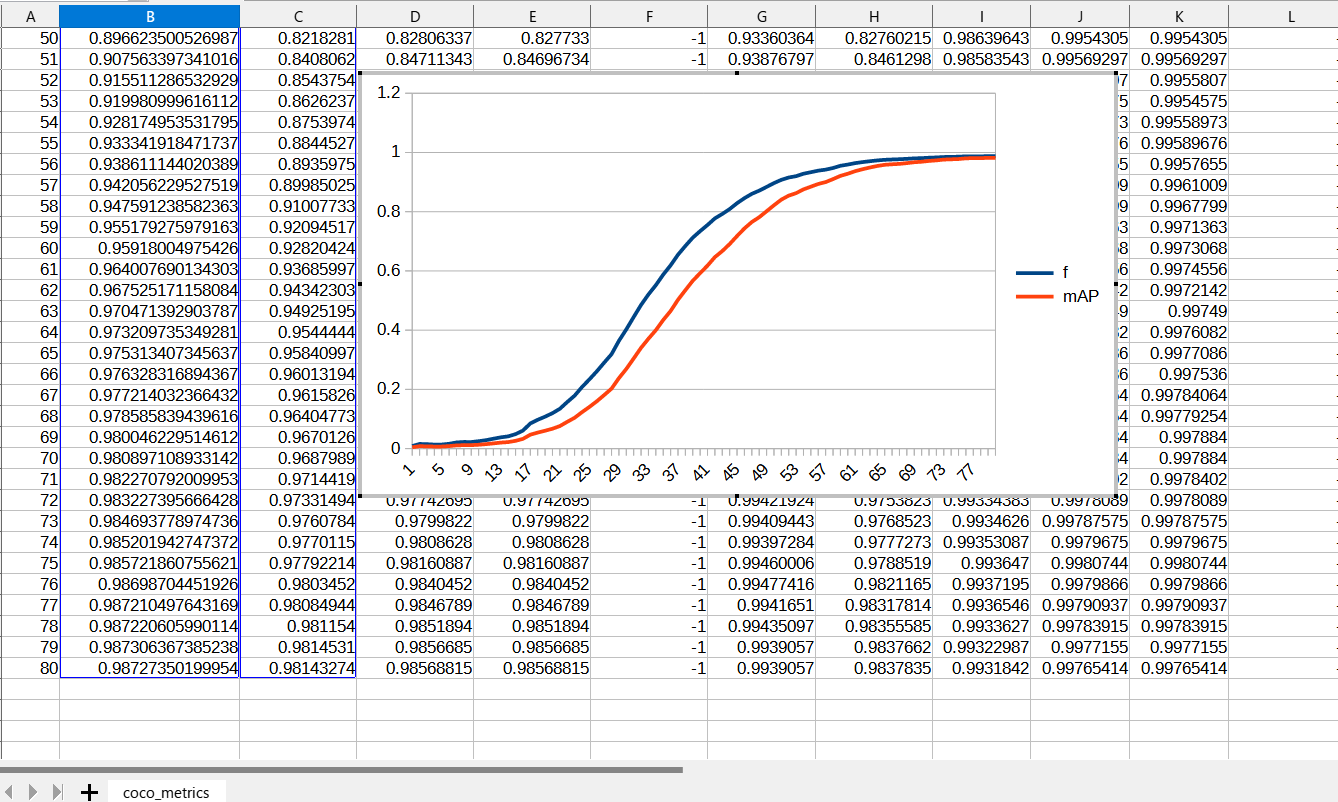 A B C D E F G H I J K L
50 0.896623500526987 0.8218281 0.82806337 0.827733 -1 0.93360364 0.82760215 0.98639643 0.9954305 0.9954305
51 0.907563397341016 0.8408062 0.84711343 0.84696734 -1 0.93876797 0.8461298 0.98583543 0.99569297 0.99569297
52 0.915511286532929 0.8543754 7 0.9955807
53 0.919980999616112 0.8626237 5 0.9954575
54 0.928174953531795 0.8753974 3 0.99558973
55 0.933341918471737 0.8844527 6 0.99589676
56 0.938611144020389 0.8935975 5 0.9957655
57 0.942056229527519 0.89985025 9 0.9961009
58 0.947591238582363 0.91007733 9 0.9967799
59 0.955179275979163 0.92094517 3 0.9971363
60 0.95918004975426 0.92820424 8 0.9973068
61 0.964007690134303 0.93685997 6 0.9974556
62 0.967525171158084 0.94342303 2 0.9972142
63 0.970471392903787 0.94925195 9 0.99749
64 0.973209735349281 0.9544444 2 0.9976082
65 0.975313407345637 0.95840997 6 0.9977086
66 0.976328316894367 0.96013194 6 0.997536
67 0.977214032366432 0.9615826 4 0.99784064
68 0.978585839439616 0.96404773 4 0.99779254
69 0.980046229514612 0.9670126 4 0.997884
70 0.980897108933142 0.9687989 4 0.997884
71 0.982270792009953 0.9714419 2 0.9978402
72 0.983227395666428 0.97331494 0.97742695 0.97742695 -1 0.99421924 0.9753823 0.99334383 0.9978089 0.9978089
73 0.984693778974736 0.9760784 0.9799822 0.9799822 -1 0.99409443 0.9768523 0.9934626 0.99787575 0.99787575
74 0.985201942747372 0.9770115 0.9808628 0.9808628 -1 0.99397284 0.9777273 0.99353087 0.9979675 0.9979675
75 0.985721860755621 0.97792214 0.98160887 0.98160887 -1 0.99460006 0.9788519 0.993647 0.9980744 0.9980744
76 0.98698704451926 0.9803452 0.9840452 0.9840452 -1 0.99477416 0.9821165 0.9937195 0.9979866 0.9979866
77 0.987210497643169 0.98084944 0.9846789 0.9846789 -1 0.9941651 0.98317814 0.9936546 0.99790937 0.99790937
78 0.987220605990114 0.981154 0.9851894 0.9851894 -1 0.99435097 0.98355585 0.9933627 0.99783915 0.99783915
79 0.987306367385238 0.9814531 0.9856685 0.9856685 -1 0.9939057 0.9837662 0.99322987 0.9977155 0.9977155
80 0.98727350199954 0.98143274 0.98568815 0.98568815 -1 0.9939057 0.9837835 0.9931842 0.99765414 0.99765414
1.2
1
0.8
0.6
0.4
0.2
0
1 5 9 13 17 21 25 29 33 37 41 45 49 53 57 61 65 69 73 77
f
mAP
coco_metrics